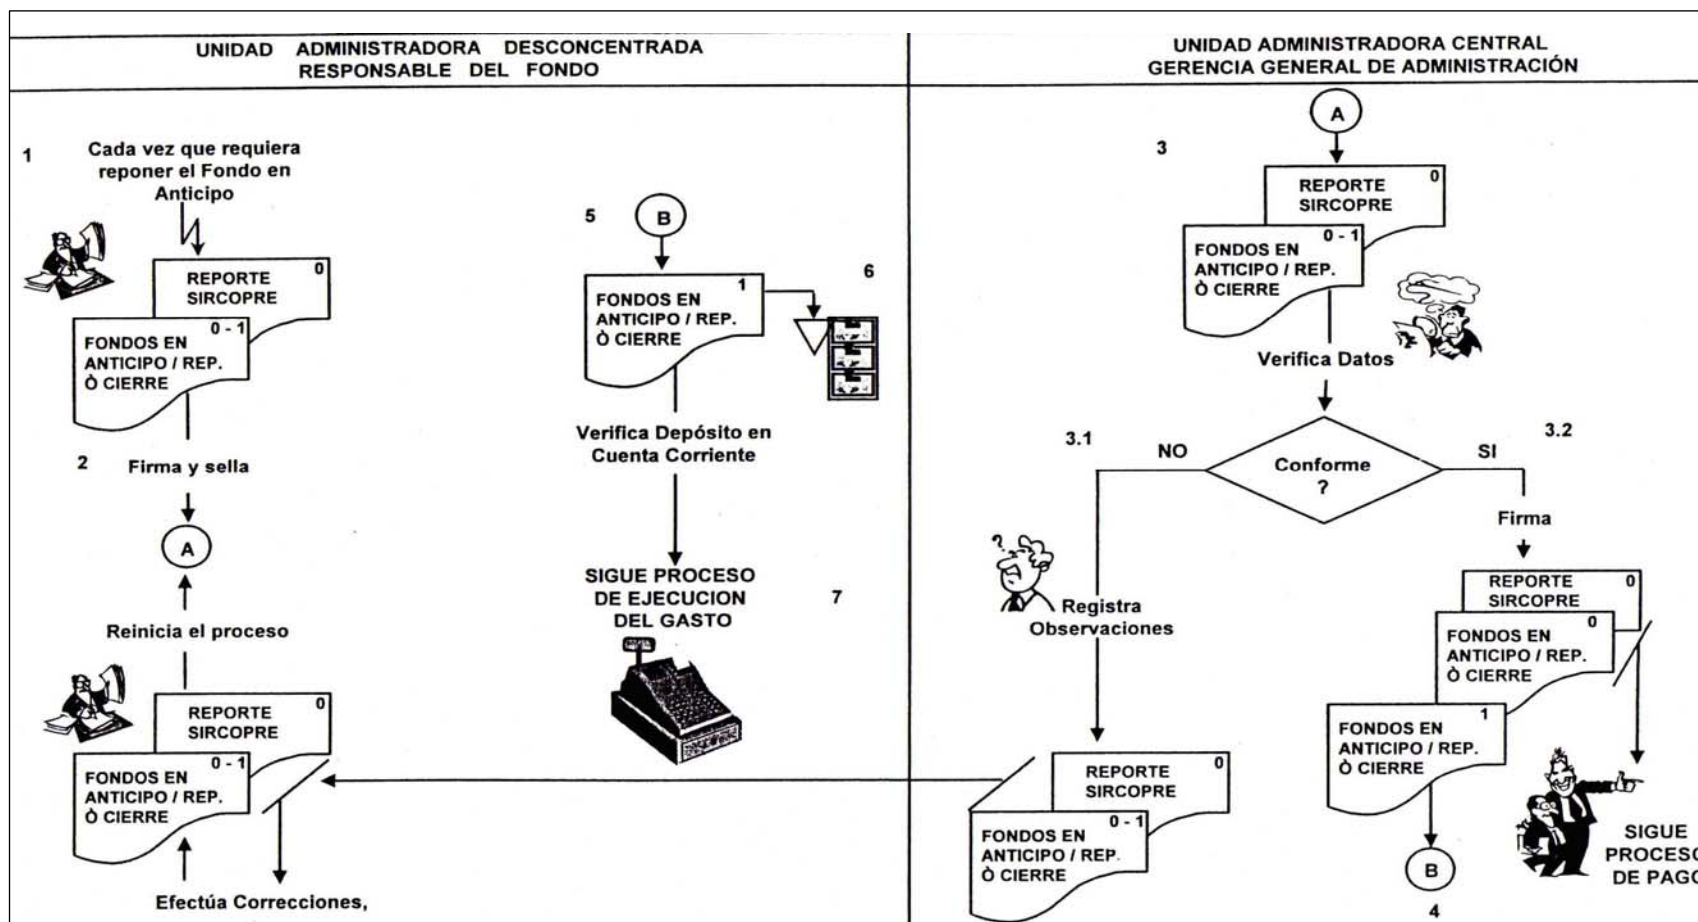 UNIDAD ADMINISTRADORA DESCONCENTRADA
RESPONSABLE DEL FONDO
1
Cada vez que requiera
reponer el Fondo en
Anticipo
0
REPORTE
SIRCOPRE
0 - 1
FONDOS EN
ANTICIPO / REP.
Ò CIERRE
2
Firma y sella
A
Reinicia el proceso
0
REPORTE
SIRCOPRE
0 - 1
FONDOS EN
ANTICIPO / REP.
Ò CIERRE
Efectúa Correcciones,
5
B
1
FONDOS EN
ANTICIPO / REP.
Ò CIERRE
6
Verifica Depósito en
Cuenta Corriente
SIGUE PROCESO
DE EJECUCION
DEL GASTO
7
UNIDAD ADMINISTRADORA CENTRAL
GERENCIA GENERAL DE ADMINISTRACIÓN
A
3
0
REPORTE
SIRCOPRE
0 - 1
FONDOS EN
ANTICIPO / REP.
Ò CIERRE
Verifica Datos
Conforme
?
3.1
NO
Registra
Observaciones
0
REPORTE
SIRCOPRE
0 - 1
FONDOS EN
ANTICIPO / REP.
Ò CIERRE
3.2
SI
Firma
0
REPORTE
SIRCOPRE
0
FONDOS EN
ANTICIPO / REP.
Ò CIERRE
1
FONDOS EN
ANTICIPO / REP.
Ò CIERRE
B
4
SIGUE
PROCESO
DE PAGO